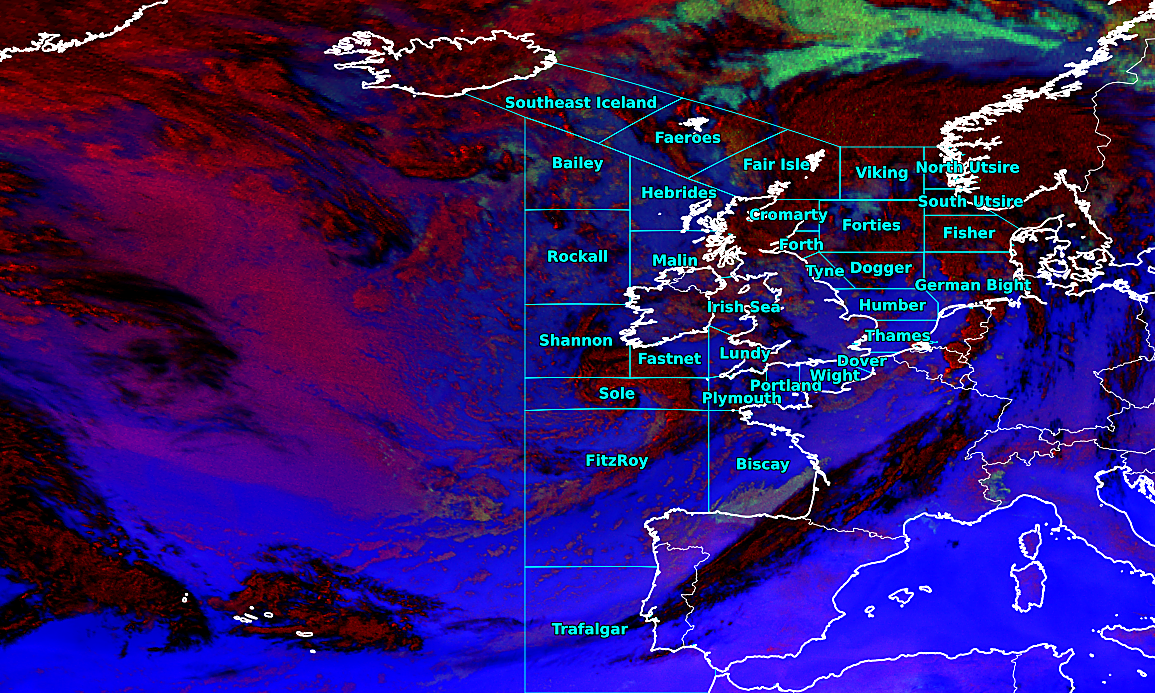 Southeast Iceland
Faeroes
Bailey
Fair Isle
Viking
North Utsire
Hebrides
South Utsire
Cromarty
Forties
Fisher
Forth
Rockall
Malin
Tyne
Dogger
German Bight
Irish Sea
Humber
Shannon
Thames
Fastnet
Lundy
Dover
Wight
Portland
Sole
Plymouth
FitzRoy
Biscay
Trafalgar